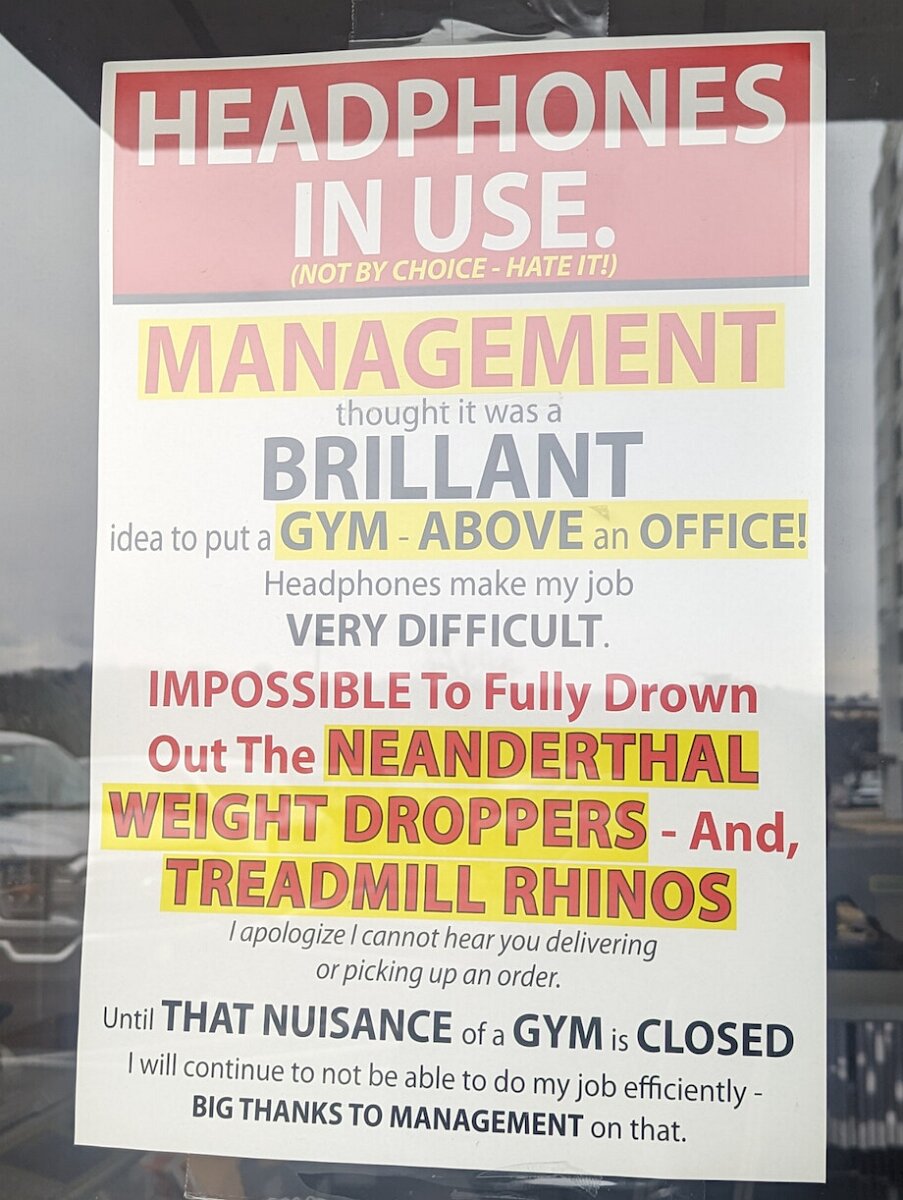 HEADPHONES
IN USE.
(NOT BY CHOICE - HATE IT!)
MANAGEMENT
thought it was a
BRILLANT
idea to put a GYM - ABOVE an OFFICE!
Headphones make my job
VERY DIFFICULT.
IMPOSSIBLE To Fully Drown
Out The NEANDERTHAL
WEIGHT DROPPERS - And,
TREADMILL RHINOS
I apologize I cannot hear you delivering
or picking up an order.
Until THAT NUISANCE of a GYM is CLOSED
I will continue to not be able to do my job efficiently -
BIG THANKS TO MANAGEMENT on that.